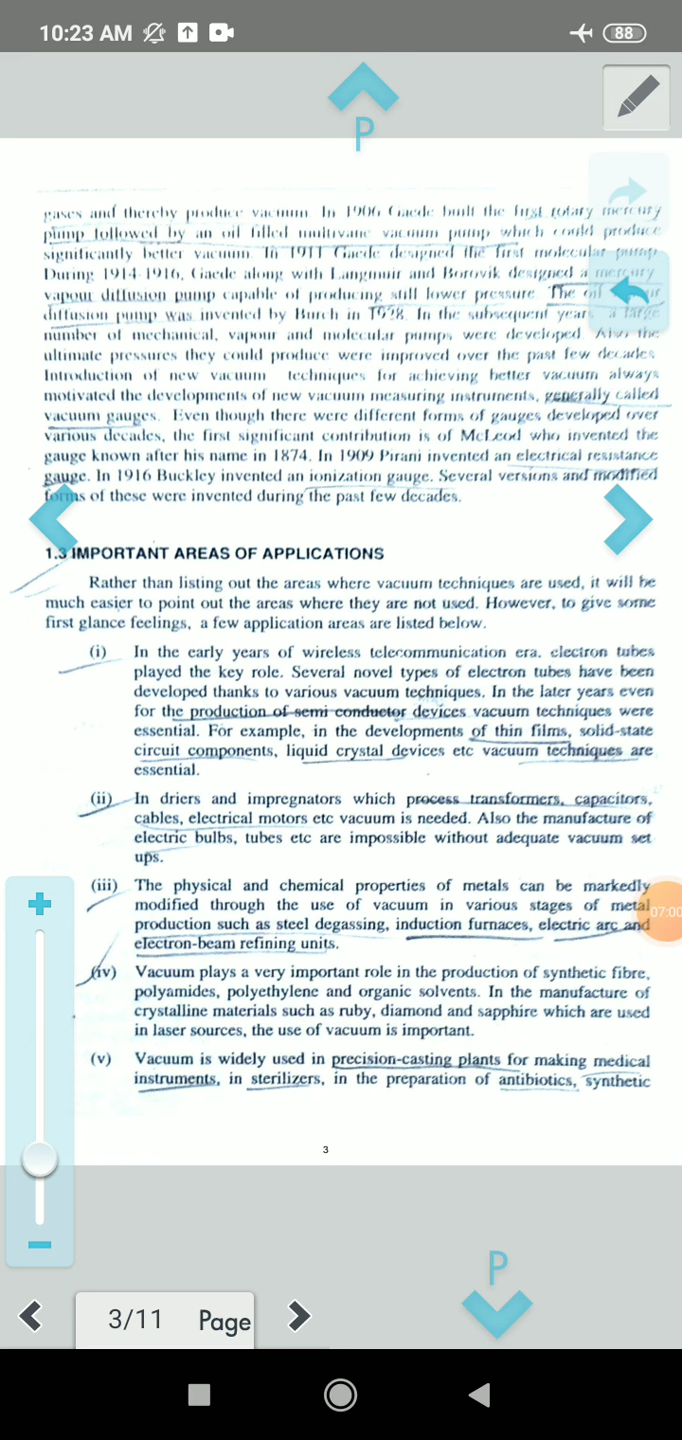 10:23 AM
88
P
gases and thereby produce vacuum. In 1906 Gaede built the first rotary mercury
pump followed by an oil filled multivane vacuum pump which could produce
significantly better vacuum. In 1911 Gaede designed the first molecular pump
During 1914-1916, Gaede along with Langmuir and Borovik designed a mercury
vapour diffusion pump capable of producing still lower pressure. The oil
diffusion pump was invented by Burch in 1928. In the subsequent years a large
number of mechanical, vapour and molecular pumps were developed. Also the
ultimate pressures they could produce were improved over the past few decades
Introduction of new vacuum techniques for achieving better vacuum always
motivated the developments of new vacuum measuring instruments, generally called
vacuum gauges. Even though there were different forms of gauges developed over
various decades, the first significant contribution is of McLeod who invented the
gauge known after his name in 1874. In 1909 Pirani invented an electrical resistance
gauge. In 1916 Buckley invented an ionization gauge. Several versions and modified
forms of these were invented during the past few decades.
1.3 IMPORTANT AREAS OF APPLICATIONS
Rather than listing out the areas where vacuum techniques are used, it will be
much easier to point out the areas where they are not used. However, to give some
first glance feelings, a few application areas are listed below.
(i) In the early years of wireless telecommunication era, electron tubes
played the key role. Several novel types of electron tubes have been
developed thanks to various vacuum techniques. In the later years even
for the production of semi conductor devices vacuum techniques were
essential. For example, in the developments of thin films, solid-state
circuit components, liquid crystal devices etc vacuum techniques are
essential.
(ii) In driers and impregnators which process transformers, capacitors,
cables, electrical motors etc vacuum is needed. Also the manufacture of
electric bulbs, tubes etc are impossible without adequate vacuum set
ups.
(iii) The physical and chemical properties of metals can be markedly
modified through the use of vacuum in various stages of metal
production such as steel degassing, induction furnaces, electric arc and
electron-beam refining units.
07:00
(iv) Vacuum plays a very important role in the production of synthetic fibre,
polyamides, polyethylene and organic solvents. In the manufacture of
crystalline materials such as ruby, diamond and sapphire which are used
in laser sources, the use of vacuum is important.
(v) Vacuum is widely used in precision-casting plants for making medical
instruments, in sterilizers, in the preparation of antibiotics, synthetic
3
P
3/11 Page